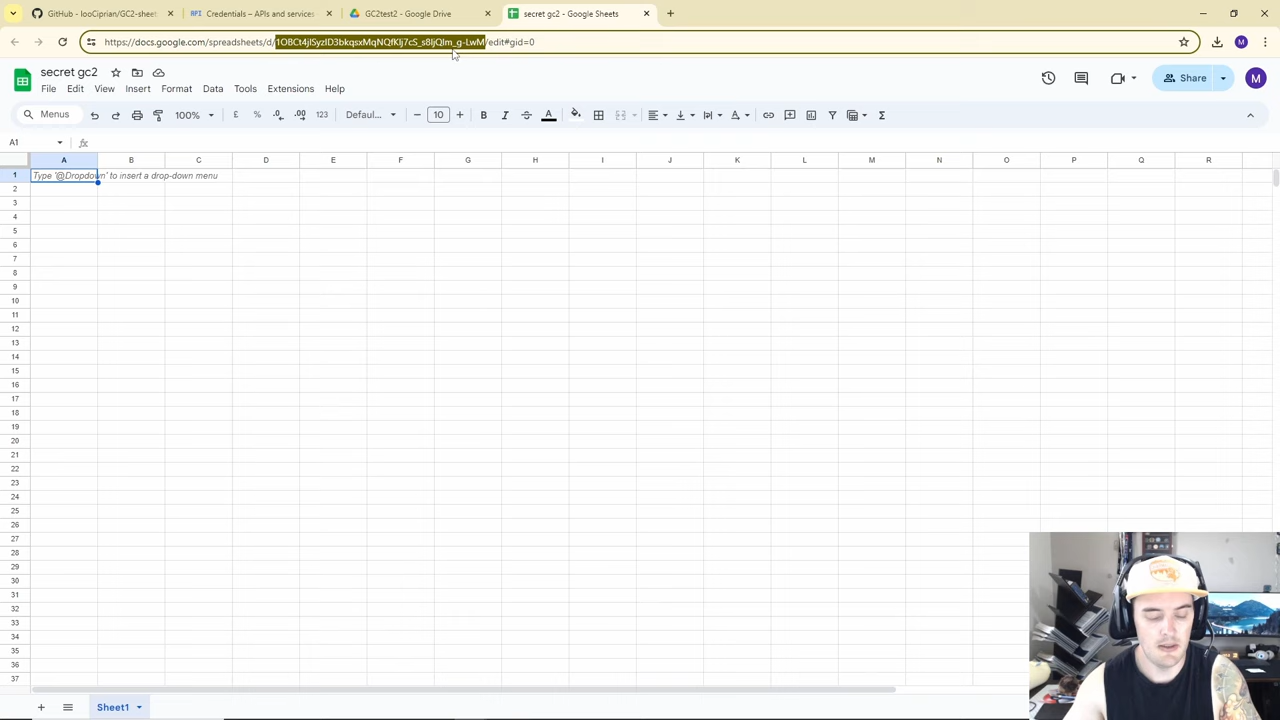 GitHub - looCiprian/GC2-sheet
API Credentials – APIs and services
GC2test2 - Google Drive
secret gc2 - Google Sheets
https://docs.google.com/spreadsheets/d/1OBCt4jlSyzID3bkqsxMqNQfKlj7cS_s8ljQlm_g-LwM/edit#gid=0
M
secret gc2
File Edit View Insert Format Data Tools Extensions Help
Share
M
Menus
100%
£ % .0 .00 123
Defaul...
10
B I A
A1
fx
A B C D E F G H I J K L M N O P Q R
1 Type '@Dropdown' to insert a drop-down menu
2
3
4
5
6
7
8
9
10
11
12
13
14
15
16
17
18
19
20
21
22
23
24
25
26
27
28
29
30
31
32
33
34
35
36
37
Sheet1